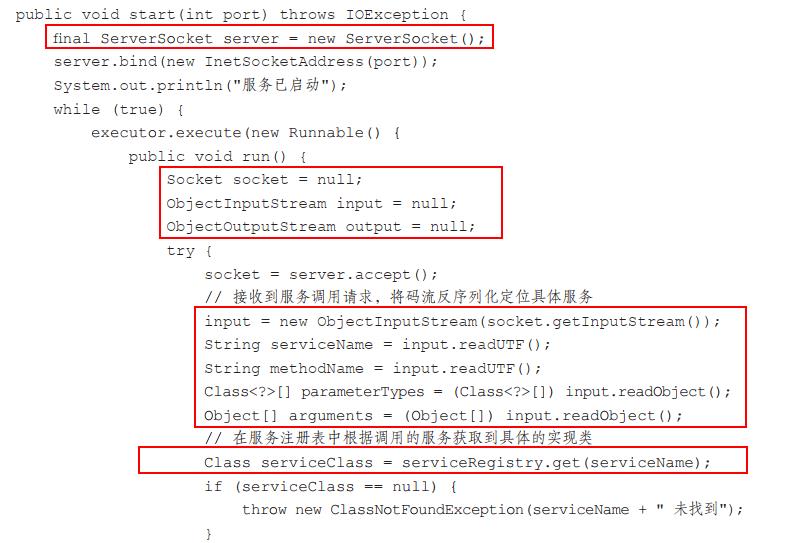 public void start(int port) throws IOException {
final ServerSocket server = new ServerSocket();
server.bind(new InetSocketAddress(port));
System.out.println("服务已启动");
while (true) {
executor.execute(new Runnable() {
public void run() {
Socket socket = null;
ObjectInputStream input = null;
ObjectOutputStream output = null;
try {
socket = server.accept();
// 接收到服务调用请求，将码流反序列化定位具体服务
input = new ObjectInputStream(socket.getInputStream());
String serviceName = input.readUTF();
String methodName = input.readUTF();
Class<?>[] parameterTypes = (Class<?>[]) input.readObject();
Object[] arguments = (Object[]) input.readObject();
// 在服务注册表中根据调用的服务获取到具体的实现类
Class serviceClass = serviceRegistry.get(serviceName);
if (serviceClass == null) {
throw new ClassNotFoundException(serviceName + " 未找到");
}